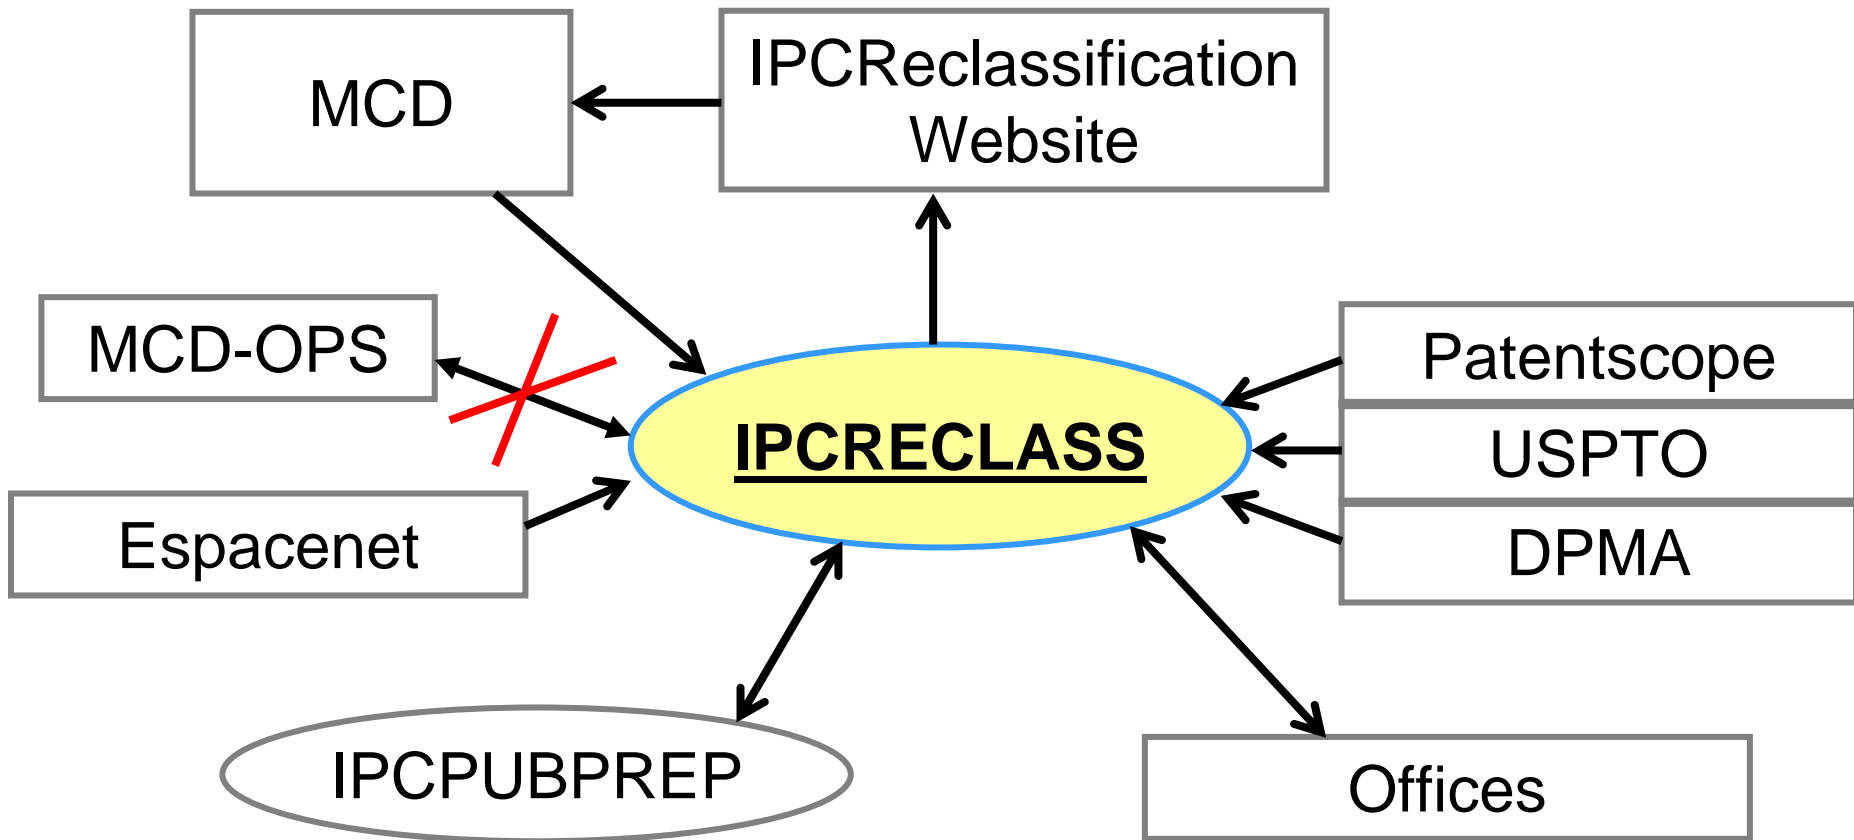 MCD
IPCReclassification
Website
MCD-OPS
Patentscope
IPCRECLASS
USPTO
Espacenet
DPMA
IPCPUBPREP
Offices